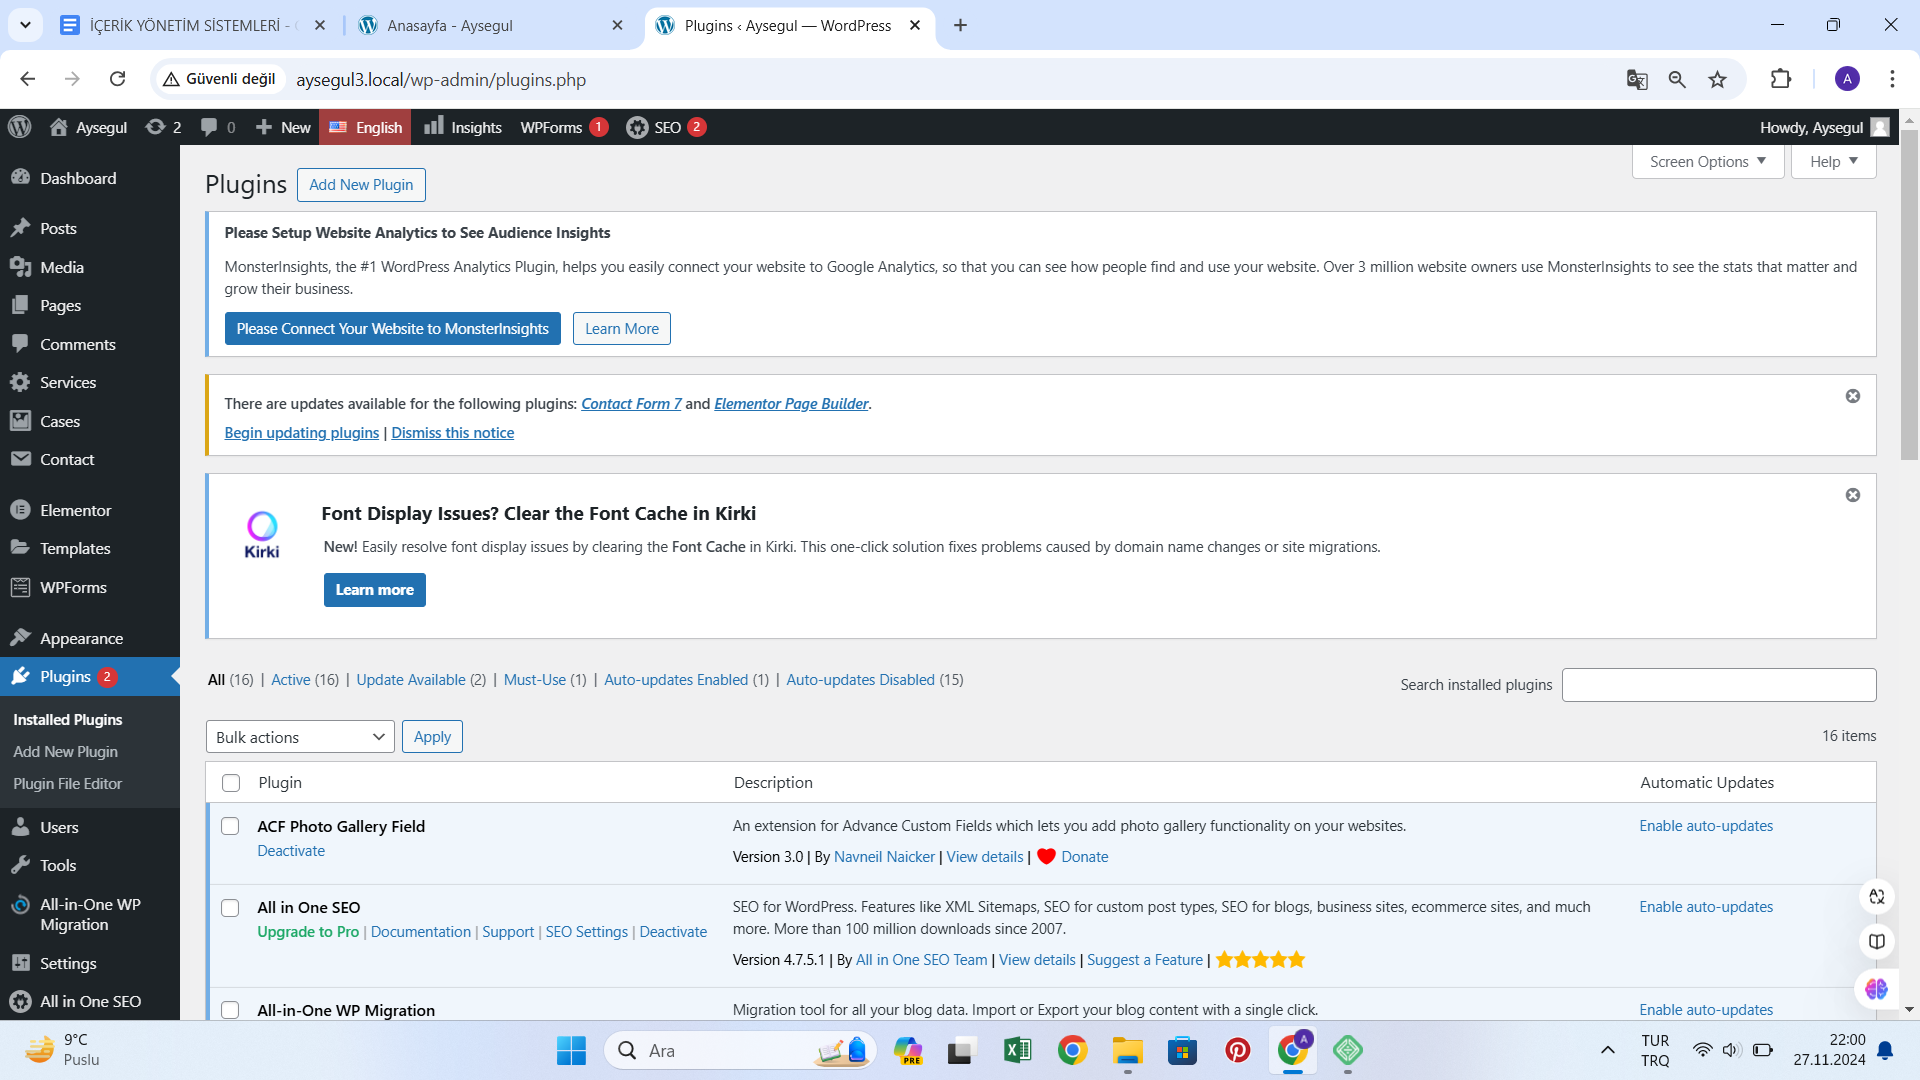 İÇERİK YÖNETİM SİSTEMLERİ -
Anasayfa - Aysegul
Plugins ‹ Aysegul — WordPress
Güvenli değil
aysegul3.local/wp-admin/plugins.php
A
Aysegul
2
0
New
English
Insights
WPForms 1
SEO 2
Howdy, Aysegul
Dashboard
Posts
Media
Pages
Comments
Services
Cases
Contact
Elementor
Templates
WPForms
Appearance
Plugins 2
Installed Plugins
Add New Plugin
Plugin File Editor
Users
Tools
All-in-One WP
Migration
Settings
All in One SEO
Screen Options
Help
Plugins
Add New Plugin
Please Setup Website Analytics to See Audience Insights
MonsterInsights, the #1 WordPress Analytics Plugin, helps you easily connect your website to Google Analytics, so that you can see how people find and use your website. Over 3 million website owners use MonsterInsights to see the stats that matter and
grow their business.
Please Connect Your Website to MonsterInsights
Learn More
There are updates available for the following plugins: Contact Form 7 and Elementor Page Builder.
Begin updating plugins | Dismiss this notice
Kirki
Font Display Issues? Clear the Font Cache in Kirki
New! Easily resolve font display issues by clearing the Font Cache in Kirki. This one-click solution fixes problems caused by domain name changes or site migrations.
Learn more
All (16) | Active (16) | Update Available (2) | Must-Use (1) | Auto-updates Enabled (1) | Auto-updates Disabled (15)
Search installed plugins
Bulk actions
Apply
16 items
Plugin
Description
Automatic Updates
ACF Photo Gallery Field
Deactivate
An extension for Advance Custom Fields which lets you add photo gallery functionality on your websites.
Version 3.0 | By Navneil Naicker | View details | Donate
Enable auto-updates
All in One SEO
Upgrade to Pro | Documentation | Support | SEO Settings | Deactivate
SEO for WordPress. Features like XML Sitemaps, SEO for custom post types, SEO for blogs, business sites, ecommerce sites, and much
more. More than 100 million downloads since 2007.
Version 4.7.5.1 | By All in One SEO Team | View details | Suggest a Feature |
Enable auto-updates
All-in-One WP Migration
Migration tool for all your blog data. Import or Export your blog content with a single click.
Enable auto-updates
9°C
Puslu
Ara
PRE
A
TUR
TRQ
22:00
27.11.2024